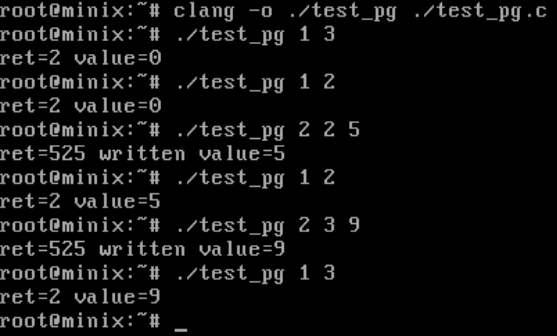 root@minix:~# clang -o ./test_pg ./test_pg.c
root@minix:~# ./test_pg 1 3
ret=2 value=0
root@minix:~# ./test_pg 1 2
ret=2 value=0
root@minix:~# ./test_pg 2 2 5
ret=525 written value=5
root@minix:~# ./test_pg 1 2
ret=2 value=5
root@minix:~# ./test_pg 2 3 9
ret=525 written value=9
root@minix:~# ./test_pg 1 3
ret=2 value=9
root@minix:~# _